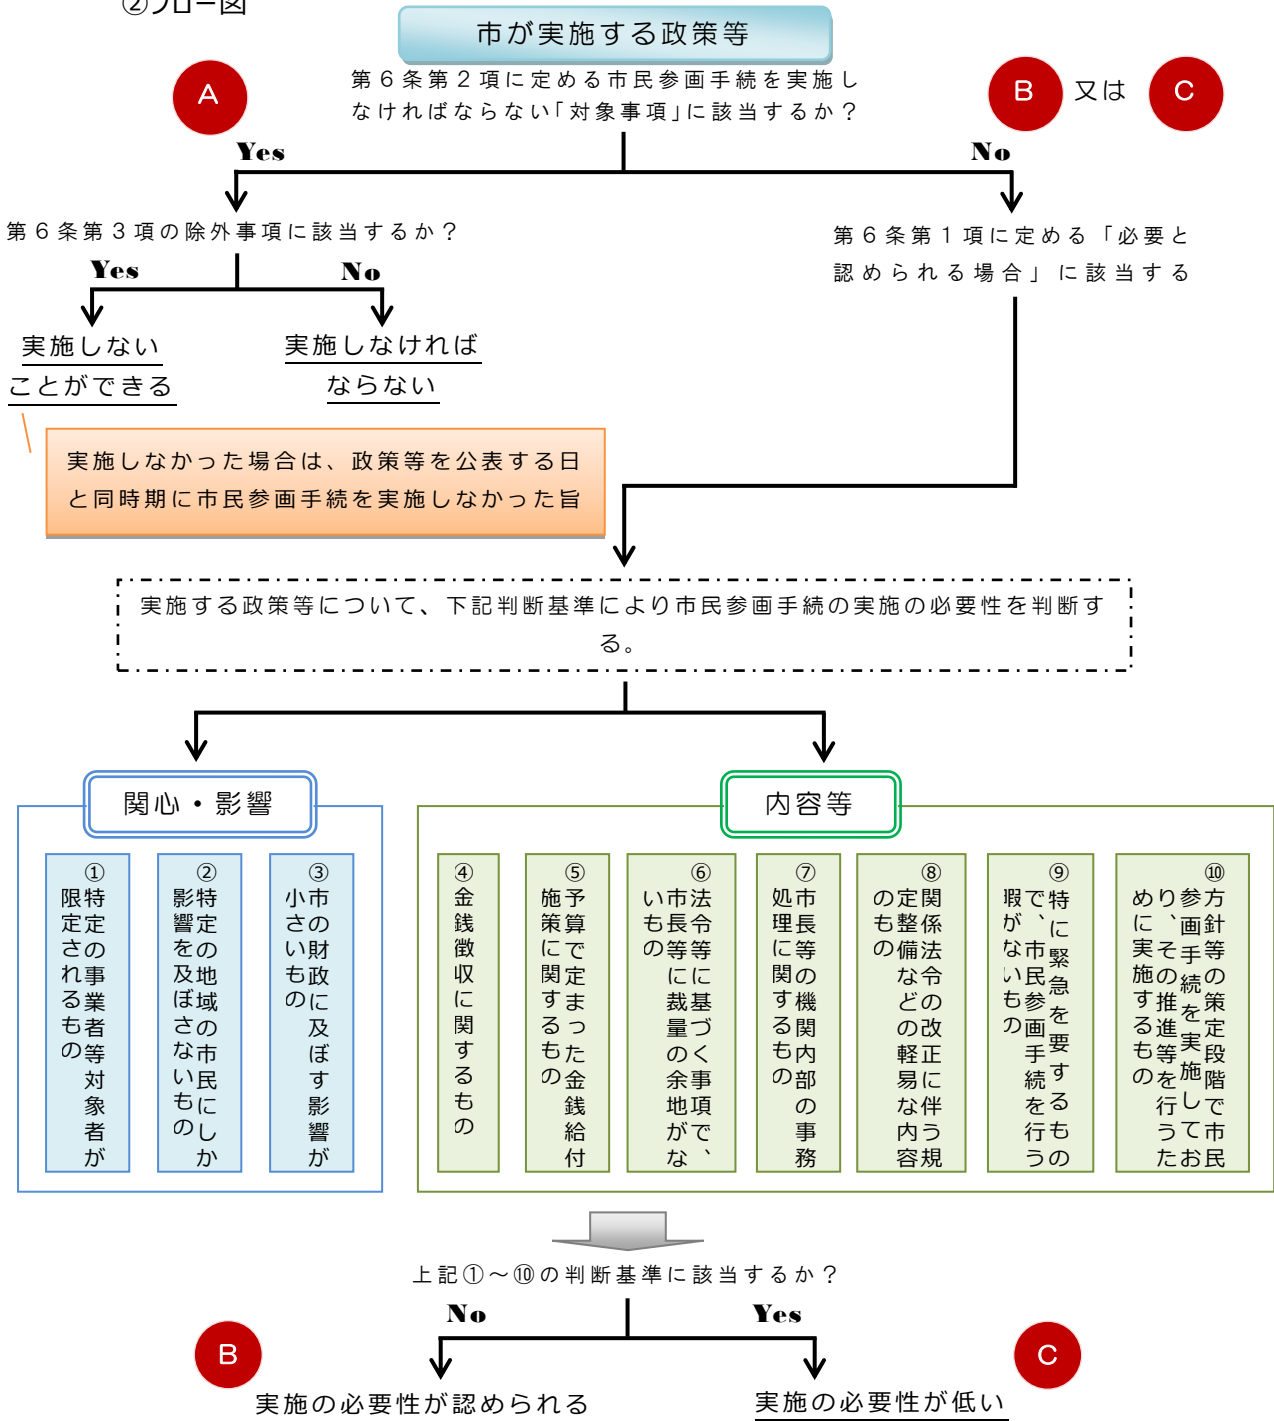 ②フロー図
市が実施する政策等
A
第６条第２項に定める市民参画手続を実施し
なければならない「対象事項」に該当するか？
B 又は C
Yes
No
第６条第３項の除外事項に該当するか？
第６条第１項に定める「必要と
認められる場合」に該当する
Yes
No
実施しない
ことができる
実施しなければ
ならない
実施しなかった場合は、政策等を公表する日
と同時期に市民参画手続を実施しなかった旨
実施する政策等について、下記判断基準により市民参画手続の実施の必要性を判断す
る。
関心・影響
①
特定の事業者等対象者が
限定されるもの
②
特定の地域の市民にしか
影響を及ぼさないもの
③
市の財政に及ぼす影響が
小さいもの
内容等
④
金銭徴収に関するもの
⑤
予算で定まった金銭給付
施策に関するもの
⑥
法令等に基づく事項で、
市長等に裁量の余地がな
いもの
⑦
市長等の機関内部の事務
処理に関するもの
⑧
関係法令の改正に伴う規
定整備などの軽易な内容
のもの
⑨
特に緊急を要するもの
で、市民参画手続を行う
暇がないもの
⑩
方針等の策定段階で市民
参画手続を実施してお
り、その推進等を行うた
めに実施するもの
上記①～⑩の判断基準に該当するか？
No
Yes
B
C
実施の必要性が認められる
実施の必要性が低い